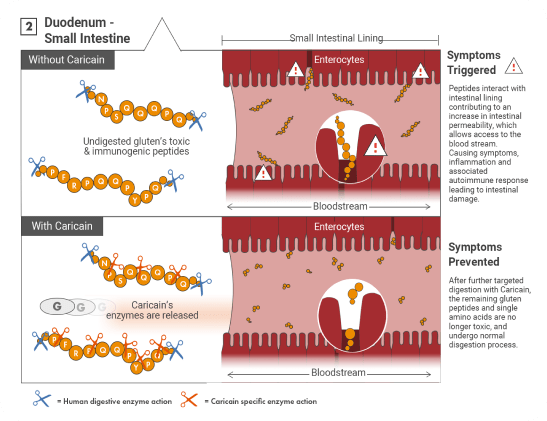 2 Duodenum -
Small Intestine
Small Intestinal Lining
Without Caricain
Enterocytes
Symptoms
Triggered
N
P
S
Q
Q
Q
P
Q
Undigested gluten's toxic
& immunogenic peptides
P
F
R
P
Q
Q
P
Y
P
Q
Peptides interact with
intestinal lining
contributing to an
increase in intestinal
permeability, which
allows access to the
blood stream.
Causing symptoms,
inflammation and
associated
autoimmune response
leading to intestinal
damage.
Bloodstream
With Caricain
Enterocytes
Symptoms
Prevented
N
S
Q
Q
Q
P
Q
G G G
Caricain's
enzymes are released
P
F
R
F
Q
Q
P
Y
P
Q
After further targeted
digestion with Caricain,
the remaining gluten
peptides and single
amino acids are no
longer toxic, and
undergo normal
disgestion process.
Bloodstream
= Human digestive enzyme action
= Caricain specific enzyme action